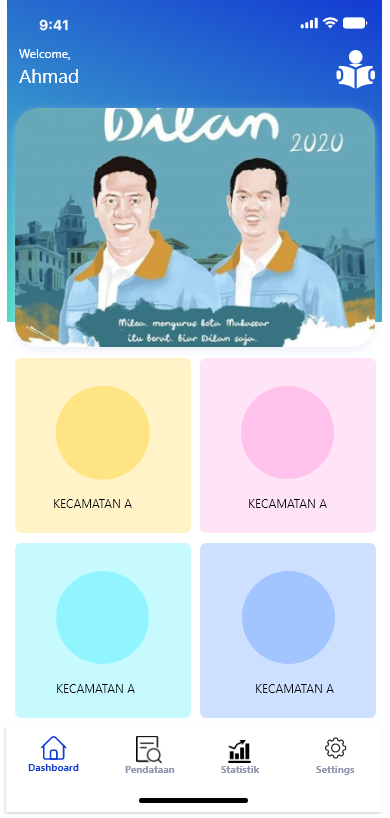 9:41
Welcome,
Ahmad
Dilan
2020
Milea, mengurus kota Makassar
itu berat, biar Dilan saja.
KECAMATAN A
KECAMATAN A
KECAMATAN A
KECAMATAN A
Dashboard
Pendataan
Statistik
Settings